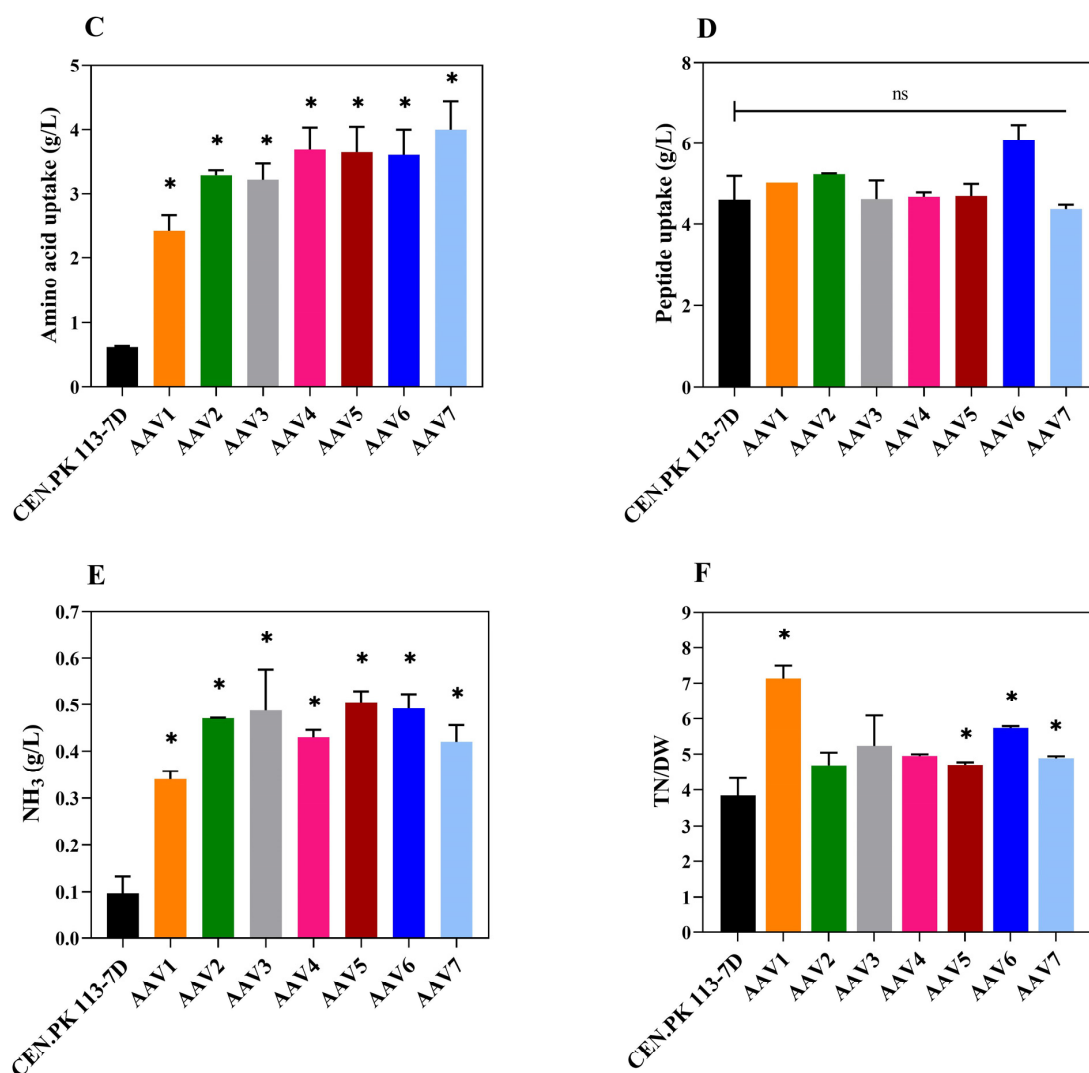 C
Amino acid uptake (g/L)
5
4
3
2
1
0
* * * * * * *
CEN.PK 113-7D
AAV1
AAV2
AAV3
AAV4
AAV5
AAV6
AAV7
D
Peptide uptake (g/L)
8
6
4
2
0
ns
CEN.PK 113-7D
AAV1
AAV2
AAV3
AAV4
AAV5
AAV6
AAV7
E
NH₃ (g/L)
0.7
0.6
0.5
0.4
0.3
0.2
0.1
0.0
* * * * * * *
CEN.PK 113-7D
AAV1
AAV2
AAV3
AAV4
AAV5
AAV6
AAV7
F
TN/DW
9
8
7
6
5
4
3
2
1
0
* * * *
CEN.PK 113-7D
AAV1
AAV2
AAV3
AAV4
AAV5
AAV6
AAV7